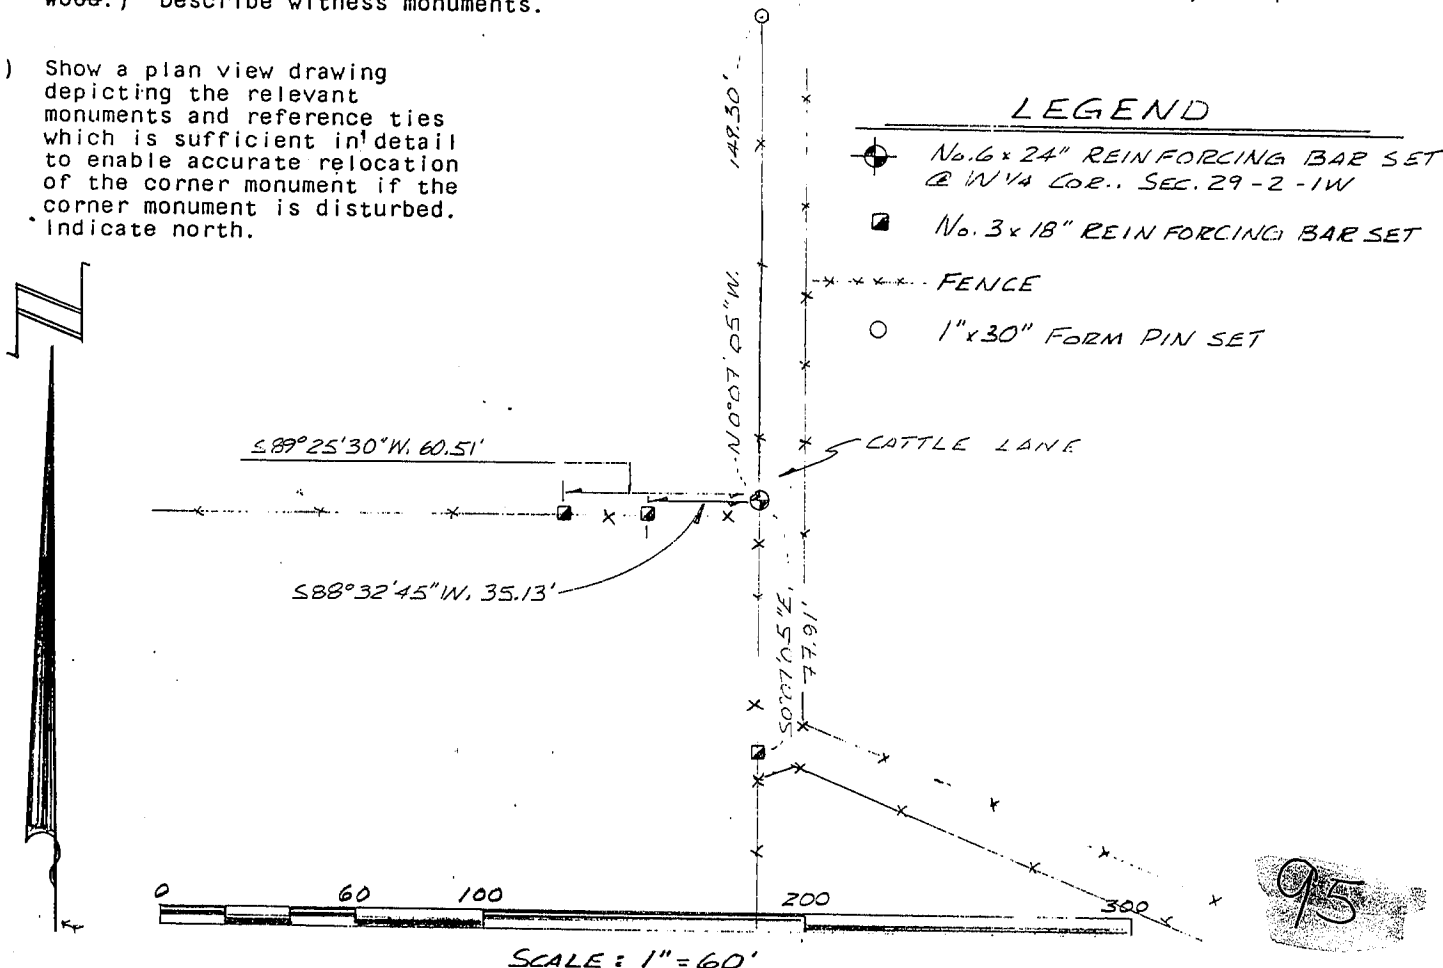 Describe witness monuments.
) Show a plan view drawing
depicting the relevant
monuments and reference ties
which is sufficient in detail
to enable accurate relocation
of the corner monument if the
corner monument is disturbed.
Indicate north.
LEGEND
No. 6 x 24" REINFORCING BAR SET
@ W 1/4 COR.. SEC. 29-2-1W
No. 3 x 18" REINFORCING BAR SET
FENCE
1"x30" FORM PIN SET
149.30'
N0°07'05"W.
CATTLE LANE
S89°25'30"W. 60.51'
S88°32'45"W. 35.13'
77.91'
0 60 100 200 300
SCALE: 1"=60'
95